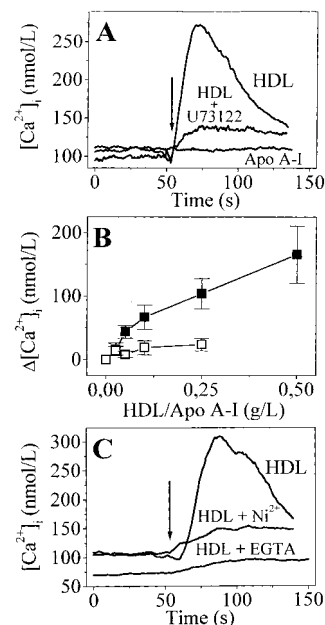 A
[Ca²⁺]ᵢ (nmol/L)
250
200
150
100
HDL
HDL
+
U73122
Apo A-I
0
50
100
150
Time (s)
B
Δ[Ca²⁺]ᵢ (nmol/L)
200
100
0
0,00
0,25
0,50
HDL/Apo A-I (g/L)
C
[Ca²⁺]ᵢ (nmol/L)
300
250
200
150
100
50
HDL
HDL + Ni²⁺
HDL + EGTA
0
50
100
150
200
Time (s)